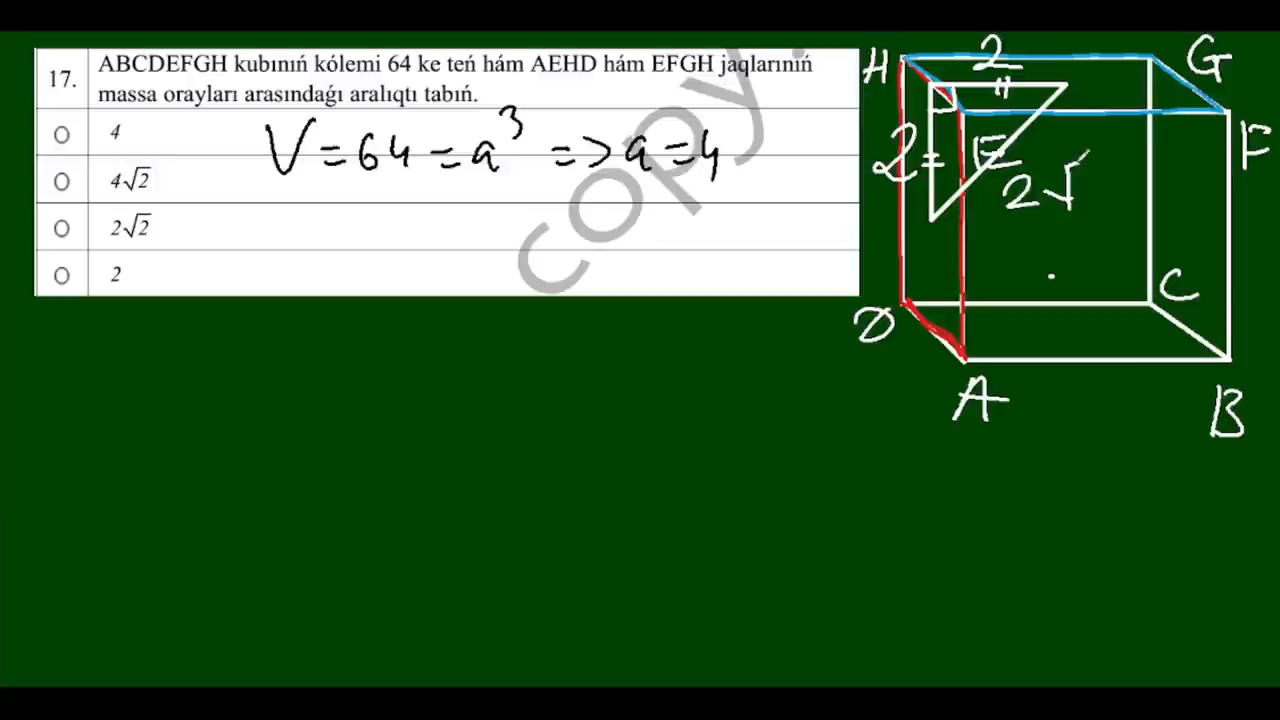 17. ABCDEFGH kubınıń kólemi 64 ke teń hám AEHD hám EFGH jaqlarınıń
massa orayları arasındaǵı aralıqtı tabıń.
4
4√2
2√2
2
V=64=a³ => a=4
copy.
H
2
G
2
E
F
2√
D
C
A
B